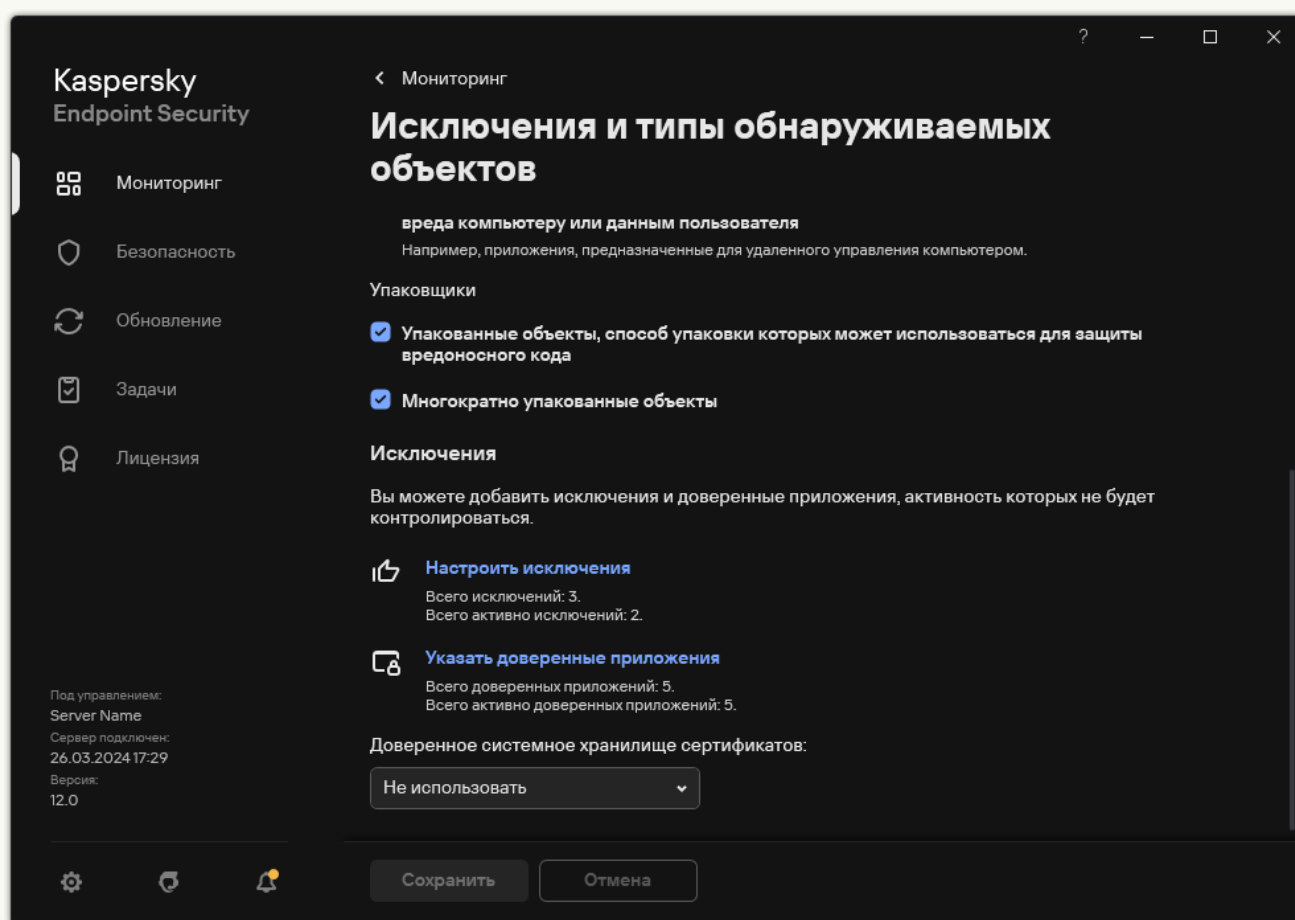 ?
Kaspersky
Endpoint Security
Мониторинг
Безопасность
Обновление
Задачи
Лицензия
Под управлением:
Server Name
Сервер подключен:
26.03.2024 17:29
Версия:
12.0
Мониторинг
Исключения и типы обнаруживаемых
объектов
вреда компьютеру или данным пользователя
Например, приложения, предназначенные для удаленного управления компьютером.
Упаковщики
Упакованные объекты, способ упаковки которых может использоваться для защиты
вредоносного кода
Многократно упакованные объекты
Исключения
Вы можете добавить исключения и доверенные приложения, активность которых не будет
контролироваться.
Настроить исключения
Всего исключений: 3.
Всего активно исключений: 2.
Указать доверенные приложения
Всего доверенных приложений: 5.
Всего активно доверенных приложений: 5.
Доверенное системное хранилище сертификатов:
Не использовать
Сохранить
Отмена